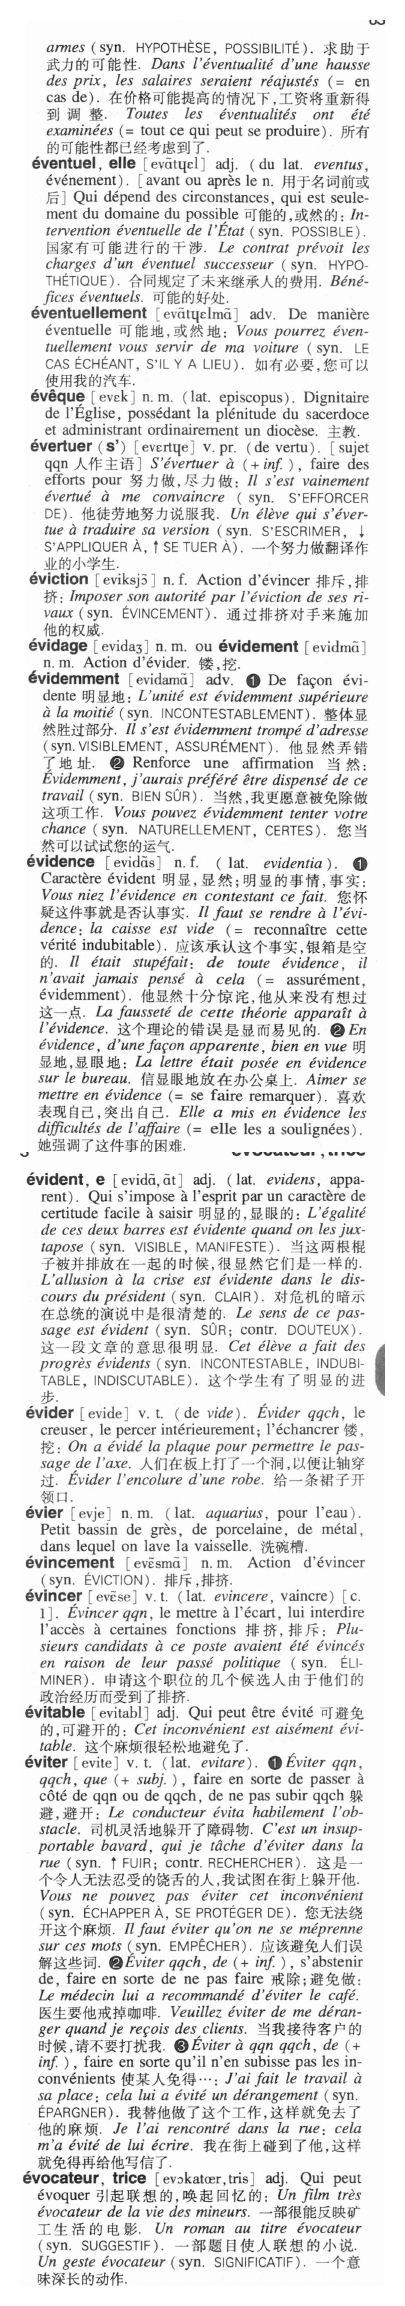 armes (syn. HYPOTHÈSE, POSSIBILITÉ). 求助于
武力的可能性. Dans l'éventualité d'une hausse
des prix, les salaires seraient réajustés (= en
cas de). 在价格可能提高的情况下,工资将重新得
到调整. Toutes les éventualités ont été
examinées (= tout ce qui peut se produire). 所有
的可能性都已经考虑到了.
éventuel, elle [evɑ̃tɥɛl] adj. (du lat. eventus,
événement). [avant ou après le n. 用于名词前或
后] Qui dépend des circonstances, qui est seule-
ment du domaine du possible 可能的,或然的: In-
tervention éventuelle de l'État (syn. POSSIBLE).
国家有可能进行的干涉. Le contrat prévoit les
charges d'un éventuel successeur (syn. HYPO-
THÉTIQUE). 合同规定了未来继承人的费用. Béné-
fices éventuels. 可能的好处.
éventuellement [evɑ̃tɥɛlmɑ̃] adv. De manière
éventuelle 可能地,或然地: Vous pourrez éven-
tuellement vous servir de ma voiture (syn. LE
CAS ÉCHÉANT, S'IL Y A LIEU). 如有必要,您可以
使用我的汽车.
évêque [evɛk] n. m. (lat. episcopus). Dignitaire
de l'Église, possédant la plénitude du sacerdoce
et administrant ordinairement un diocèse. 主教.
évertuer (s') [evɛrtɥe] v. pr. (de vertu). [sujet
qqn 人作主语] S'évertuer à (+ inf.), faire des
efforts pour 努力做,尽力做: Il s'est vainement
évertué à me convaincre (syn. S'EFFORCER
DE). 他徒劳地努力说服我. Un élève qui s'éver-
tue à traduire sa version (syn. S'ESCRIMER, ↓
S'APPLIQUER À, ↑ SE TUER À). 一个努力做翻译作
业的小学生.
éviction [eviksjɔ̃] n. f. Action d'évincer 排斥,排
挤: Imposer son autorité par l'éviction de ses ri-
vaux (syn. ÉVINCEMENT). 通过排挤对手来施加
他的权威.
évidage [evidaʒ] n. m. ou évidement [evidmɑ̃]
n. m. Action d'évider. 镂,挖.
évidemment [evidamɑ̃] adv. ❶ De façon évi-
dente 明显地: L'unité est évidemment supérieure
à la moitié (syn. INCONTESTABLEMENT). 整体显
然胜过部分. Il s'est évidemment trompé d'adresse
(syn. VISIBLEMENT, ASSURÉMENT). 他显然弄错
了地址. ❷ Renforce une affirmation 当然:
Évidemment, j'aurais préféré être dispensé de ce
travail (syn. BIEN SÛR). 当然,我更愿意被免除做
这项工作. Vous pouvez évidemment tenter votre
chance (syn. NATURELLEMENT, CERTES). 您当
然可以试试您的运气.
évidence [evidɑ̃s] n. f. (lat. evidentia). ❶
Caractère évident 明显,显然;明显的事情,事实:
Vous niez l'évidence en contestant ce fait. 您怀
疑这件事就是否认事实. Il faut se rendre à l'évi-
dence: la caisse est vide (= reconnaître cette
vérité indubitable). 应该承认这个事实,银箱是空
的. Il était stupéfait: de toute évidence, il
n'avait jamais pensé à cela (= assurément,
évidemment). 他显然十分惊诧,他从来没有想过
这一点. La fausseté de cette théorie apparaît à
l'évidence. 这个理论的错误是显而易见的. ❷ En
évidence, d'une façon apparente, bien en vue 明
显地,显眼地: La lettre était posée en évidence
sur le bureau. 信显眼地放在办公桌上. Aimer se
mettre en évidence (= se faire remarquer). 喜欢
表现自己,突出自己. Elle a mis en évidence les
difficultés de l'affaire (= elle les a soulignées).
她强调了这件事的困难.
évident, e [evidɑ̃, ɑ̃t] adj. (lat. evidens, appa-
rent). Qui s'impose à l'esprit par un caractère de
certitude facile à saisir 明显的,显眼的: L'égalité
de ces deux barres est évidente quand on les jux-
tapose (syn. VISIBLE, MANIFESTE). 当这两根棍
子被并排放在一起的时候,很显然它们是一样的.
L'allusion à la crise est évidente dans le dis-
cours du président (syn. CLAIR). 对危机的暗示
在总统的演说中是很清楚的. Le sens de ce pas-
sage est évident (syn. SÛR; contr. DOUTEUX).
这一段文章的意思很明显. Cet élève a fait des
progrès évidents (syn. INCONTESTABLE, INDUBI-
TABLE, INDISCUTABLE). 这个学生有了明显的进
步.
évider [evide] v. t. (de vide). Évider qqch, le
creuser, le percer intérieurement; l'échancrer 镂,
挖: On a évidé la plaque pour permettre le pas-
sage de l'axe. 人们在板上打了一个洞,以便让轴穿
过. Évider l'encolure d'une robe. 给一条裙子开
领口.
évier [evje] n. m. (lat. aquarius, pour l'eau).
Petit bassin de grès, de porcelaine, de métal,
dans lequel on lave la vaisselle. 洗碗槽.
évincement [evɛ̃smɑ̃] n. m. Action d'évincer
(syn. ÉVICTION). 排斥,排挤.
évincer [evɛ̃se] v. t. (lat. evincere, vaincre) [c.
1]. Évincer qqn, le mettre à l'écart, lui interdire
l'accès à certaines fonctions 排挤,排斥: Plu-
sieurs candidats à ce poste avaient été évincés
en raison de leur passé politique (syn. ÉLI-
MINER). 申请这个职位的几个候选人由于他们的
政治经历而受到了排挤.
évitable [evitabl] adj. Qui peut être évité 可避免
的,可避开的: Cet inconvénient est aisément évi-
table. 这个麻烦很轻松地避免了.
éviter [evite] v. t. (lat. evitare). ❶ Éviter qqn,
qqch, que (+ subj.), faire en sorte de passer à
côté de qqn ou de qqch, de ne pas subir qqch 躲
避,避开: Le conducteur évita habilement l'ob-
stacle. 司机灵活地躲开了障碍物. C'est un insup-
portable bavard, qui je tâche d'éviter dans la
rue (syn. ↑ FUIR; contr. RECHERCHER). 这是一
个令人无法忍受的饶舌的人,我试图在街上躲开他.
Vous ne pouvez pas éviter cet inconvénient
(syn. ÉCHAPPER À, SE PROTÉGER DE). 您无法绕
开这个麻烦. Il faut éviter qu'on ne se méprenne
sur ces mots (syn. EMPÊCHER). 应该避免人们误
解这些词. ❷ Éviter qqch, de (+ inf.), s'abstenir
de, faire en sorte de ne pas faire 戒除;避免做:
Le médecin lui a recommandé d'éviter le café.
医生要他戒掉咖啡. Veuillez éviter de me déran-
ger quand je reçois des clients. 当我接待客户的
时候,请不要打扰我. ❸ Éviter à qqn qqch, de (+
inf.), faire en sorte qu'il n'en subisse pas les in-
convénients 使某人免得…: J'ai fait le travail à
sa place: cela lui a évité un dérangement (syn.
ÉPARGNER). 我替他做了这个工作,这样就免去了
他的麻烦. Je l'ai rencontré dans la rue: cela
m'a évité de lui écrire. 我在街上碰到了他,这样
就免得再给他写信了.
évocateur, trice [evɔkatœr,tris] adj. Qui peut
évoquer 引起联想的,唤起回忆的: Un film très
évocateur de la vie des mineurs. 一部很能反映矿
工生活的电影. Un roman au titre évocateur
(syn. SUGGESTIF). 一部题目使人联想的小说.
Un geste évocateur (syn. SIGNIFICATIF). 一个意
味深长的动作.